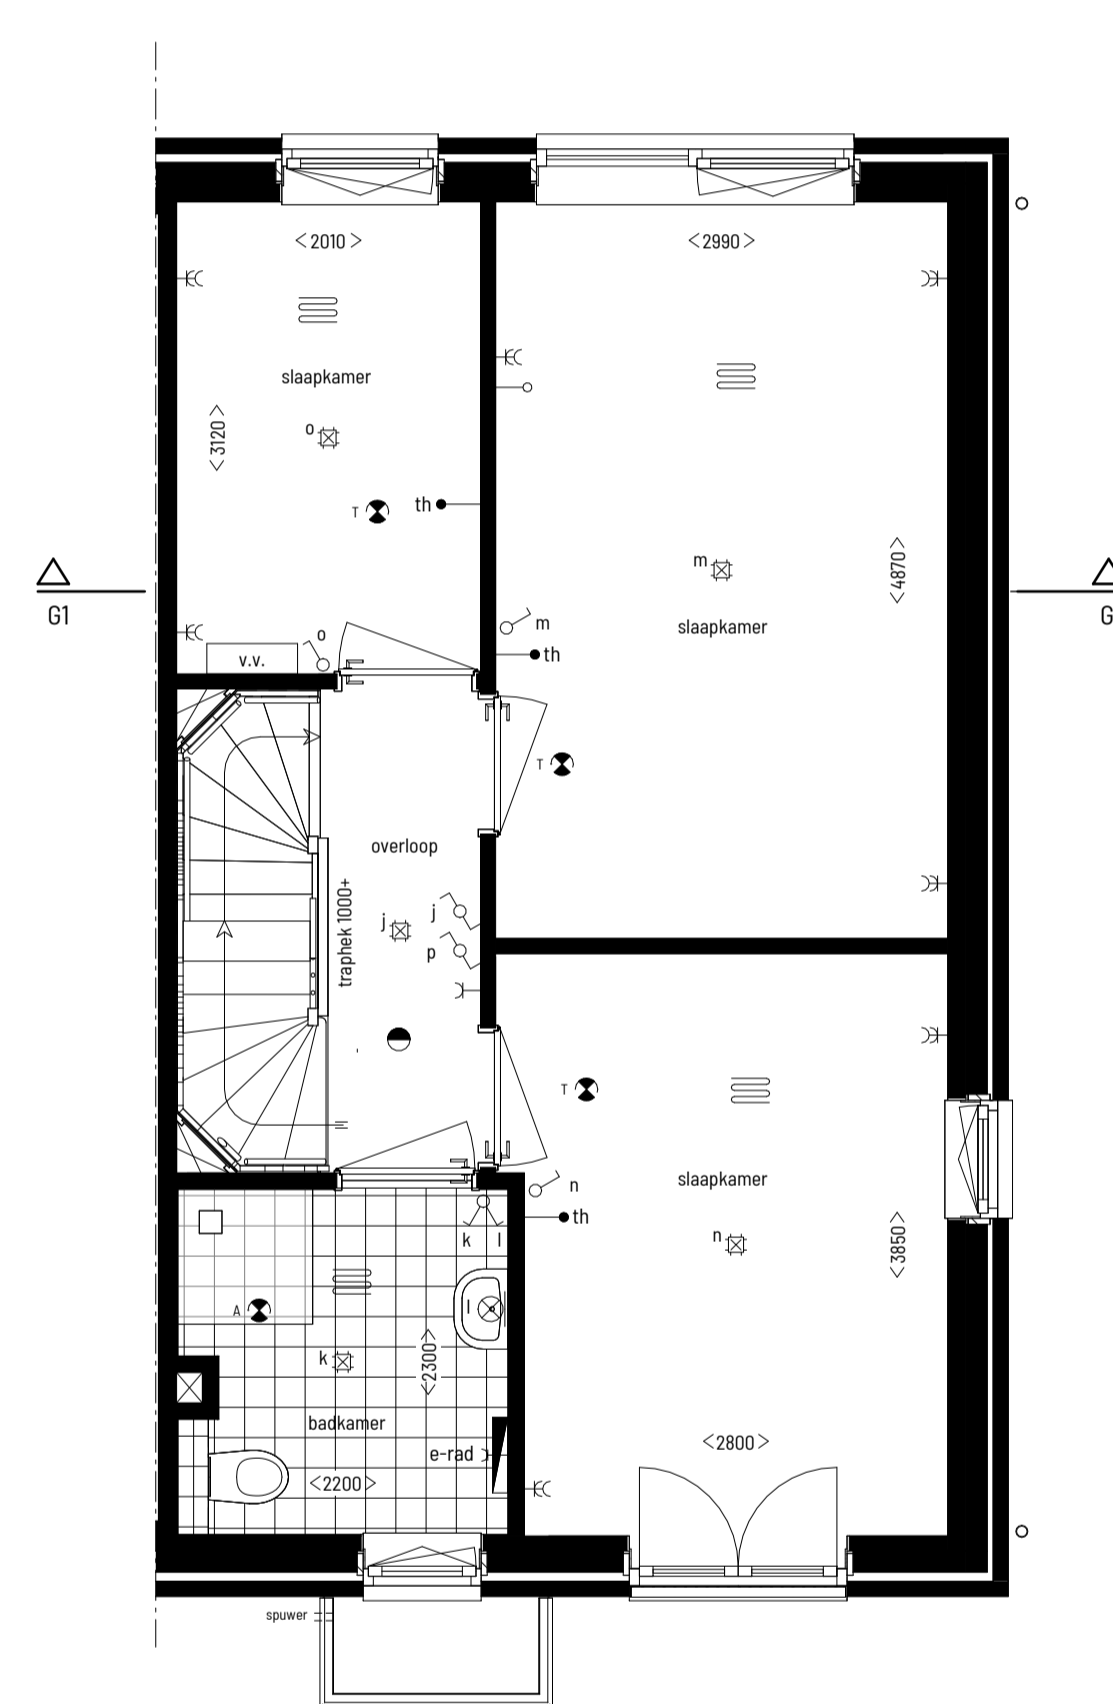 <2010>
<2990>
slaapkamer
<3120>
o
T
th
G1
m
<4870>
G
slaapkamer
m
th
o
v.v.
T
overloop
traphek 1000+
j
j
p
T
slaapkamer
n
th
n
<3850>
k l
A
l
k
<2300>
badkamer
e-rad
<2200>
<2800>
spuwer